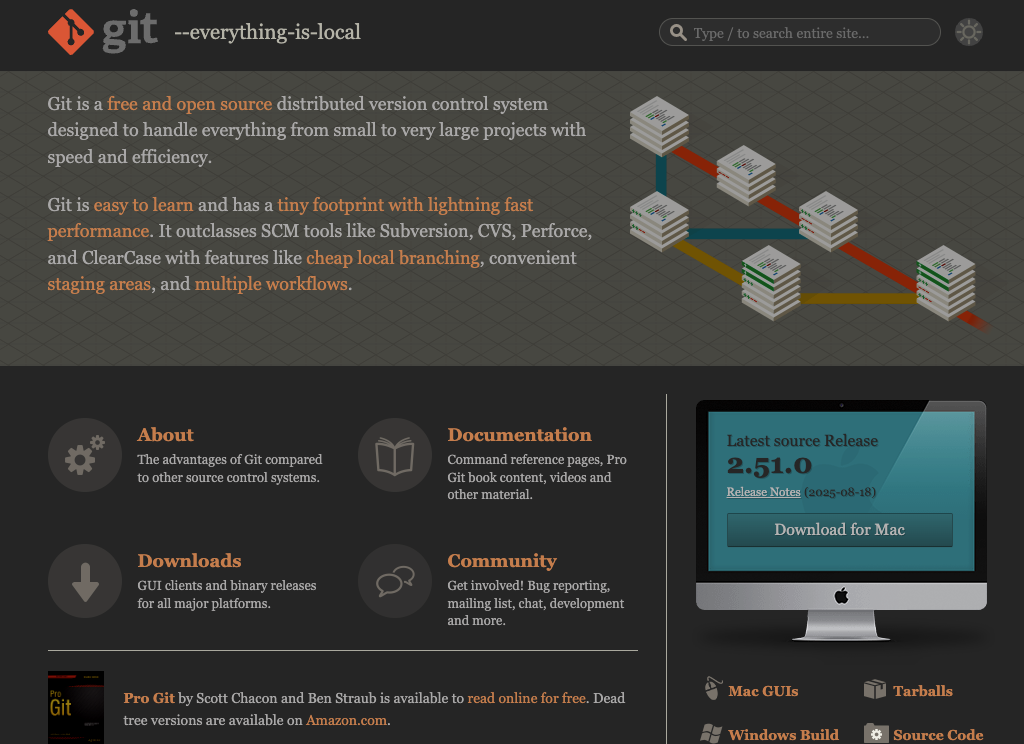 git --everything-is-local
Type / to search entire site...
Git is a free and open source distributed version control system
designed to handle everything from small to very large projects with
speed and efficiency.
Git is easy to learn and has a tiny footprint with lightning fast
performance. It outclasses SCM tools like Subversion, CVS, Perforce,
and ClearCase with features like cheap local branching, convenient
staging areas, and multiple workflows.
About
The advantages of Git compared
to other source control systems.
Documentation
Command reference pages, Pro
Git book content, videos and
other material.
Downloads
GUI clients and binary releases
for all major platforms.
Community
Get involved! Bug reporting,
mailing list, chat, development
and more.
Pro
Git
Pro Git by Scott Chacon and Ben Straub is available to read online for free. Dead
tree versions are available on Amazon.com.
Latest source Release
2.51.0
Release Notes (2025-08-18)
Download for Mac
Mac GUIs
Tarballs
Windows Build
Source Code